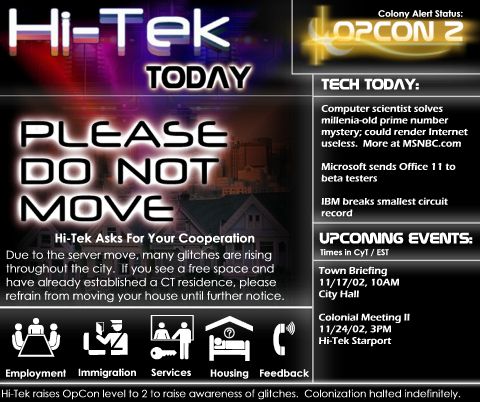 Hi-Tek
TODAY
Colony Alert Status:
OPCON 2
PLEASE
DO NOT
MOVE
Hi-Tek Asks For Your Cooperation
Due to the server move, many glitches are rising
throughout the city. If you see a free space and
have already established a CT residence, please
refrain from moving your house until further notice.
TECH TODAY:
Computer scientist solves
millenia-old prime number
mystery; could render Internet
useless. More at MSNBC.com
Microsoft sends Office 11 to
beta testers
IBM breaks smallest circuit
record
UPCOMING EVENTS:
Times in CyT / EST
Town Briefing
11/17/02, 10AM
City Hall
Colonial Meeting II
11/24/02, 3PM
Hi-Tek Starport
Employment
Immigration
Services
Housing
Feedback
Hi-Tek raises OpCon level to 2 to raise awareness of glitches. Colonization halted indefinitely.